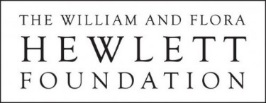 THE WILLIAM AND FLORA
HEWLETT
FOUNDATION